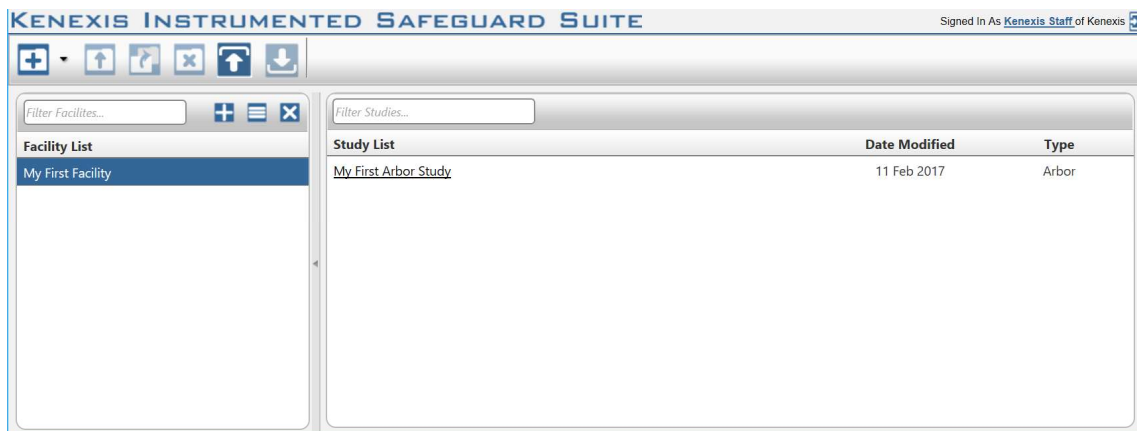 KENEXIS INSTRUMENTED SAFEGUARD SUITE
Signed In As Kenexis Staff of Kenexis
Filter Facilites...
Filter Studies...
Facility List
Study List Date Modified Type
My First Facility
My First Arbor Study 11 Feb 2017 Arbor